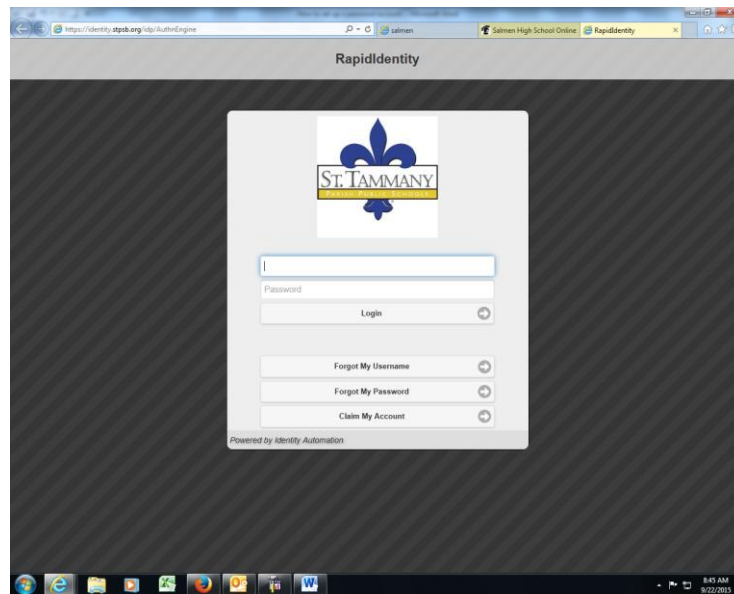 https://identity.stpsb.org/idp/AuthnEngine
salmen
Salmen High School Online
RapidIdentity
RapidIdentity
ST. TAMMANY
PARISH PUBLIC SCHOOLS
Password
Login
Forgot My Username
Forgot My Password
Claim My Account
Powered by Identity Automation
8:45 AM
9/22/2015